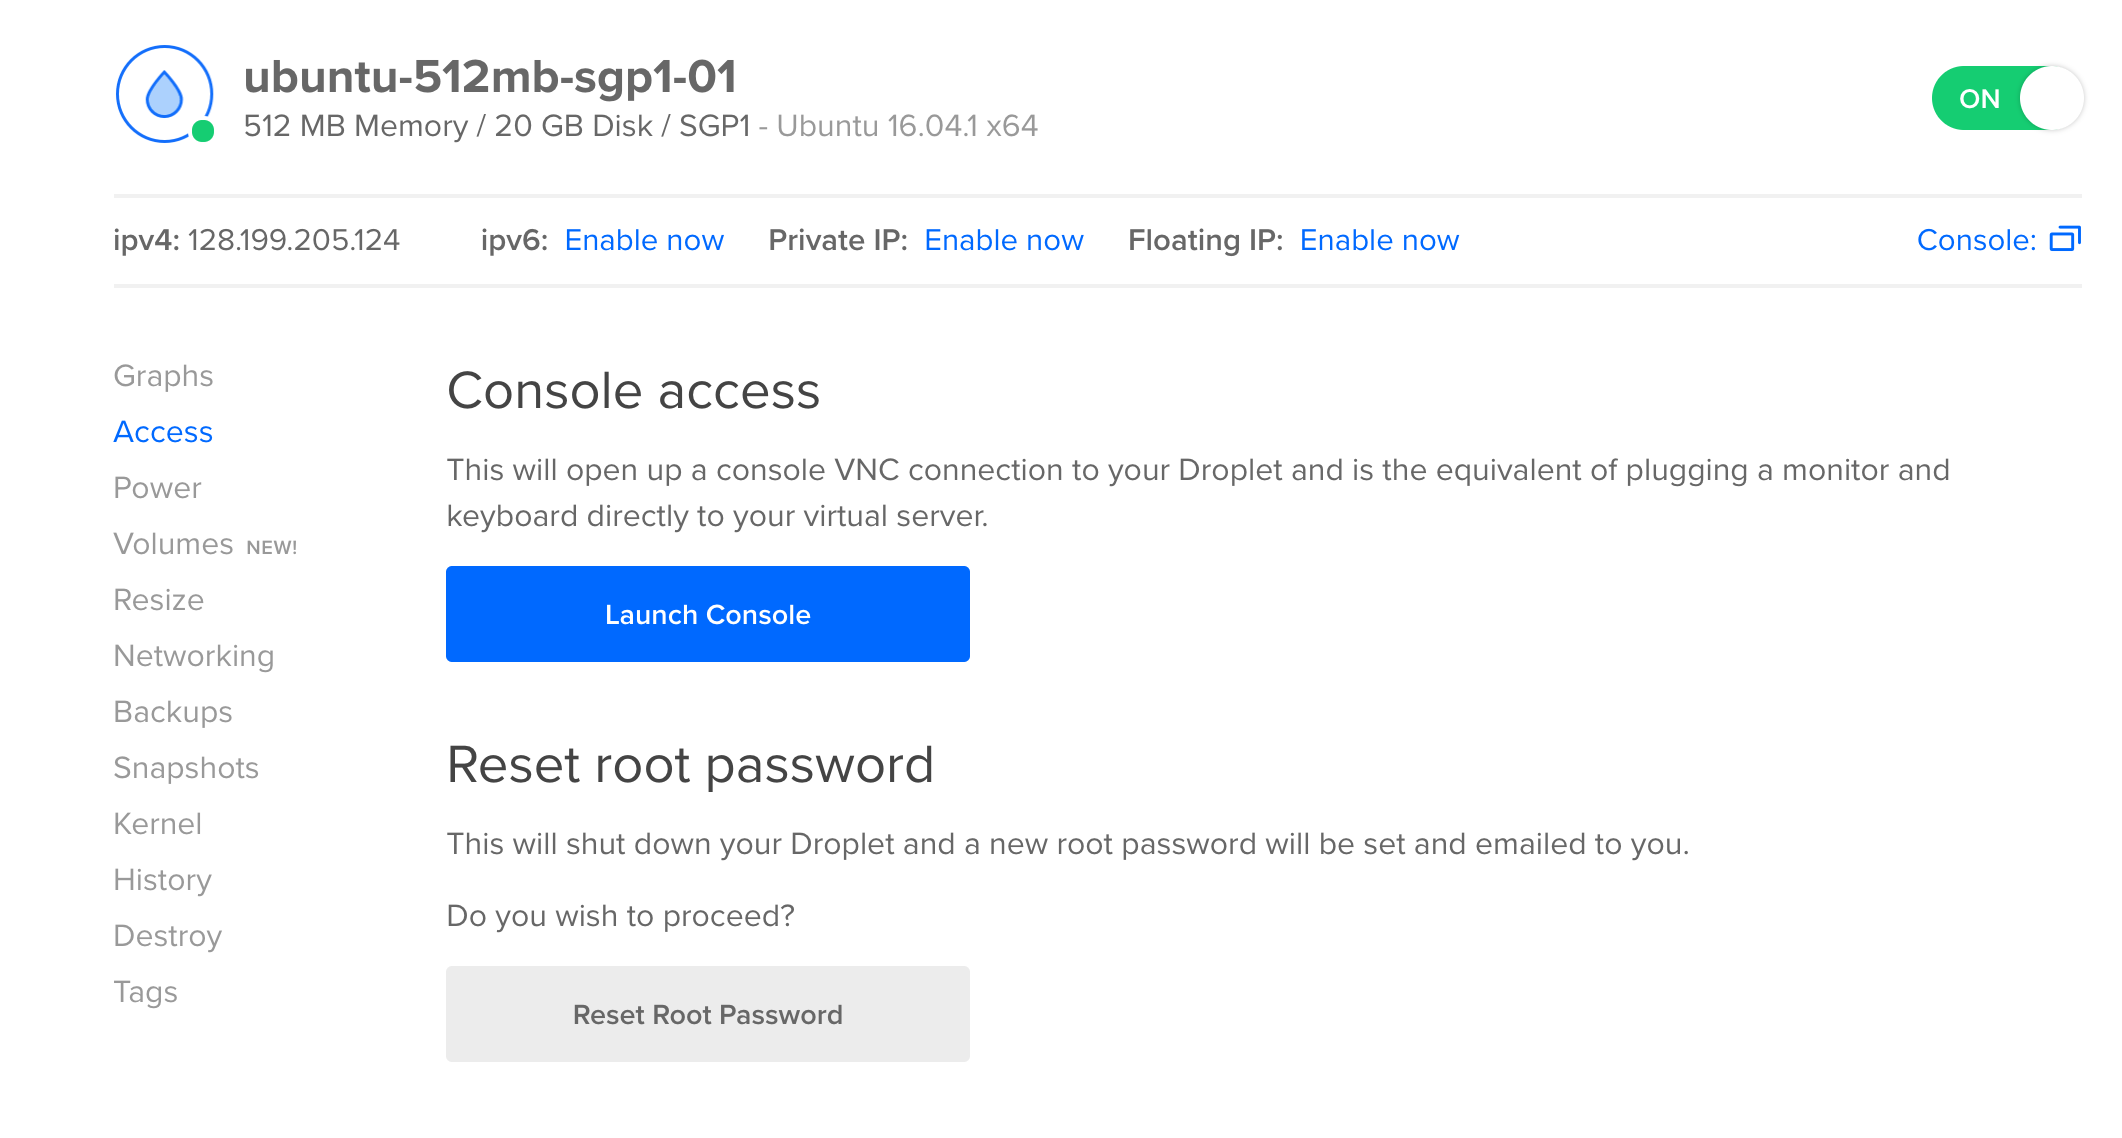 ubuntu-512mb-sgp1-01
512 MB Memory / 20 GB Disk / SGP1 - Ubuntu 16.04.1 x64
ON
ipv4: 128.199.205.124 ipv6: Enable now Private IP: Enable now Floating IP: Enable now Console:
Graphs
Access
Power
Volumes NEW!
Resize
Networking
Backups
Snapshots
Kernel
History
Destroy
Tags
Console access
This will open up a console VNC connection to your Droplet and is the equivalent of plugging a monitor and
keyboard directly to your virtual server.
Launch Console
Reset root password
This will shut down your Droplet and a new root password will be set and emailed to you.
Do you wish to proceed?
Reset Root Password